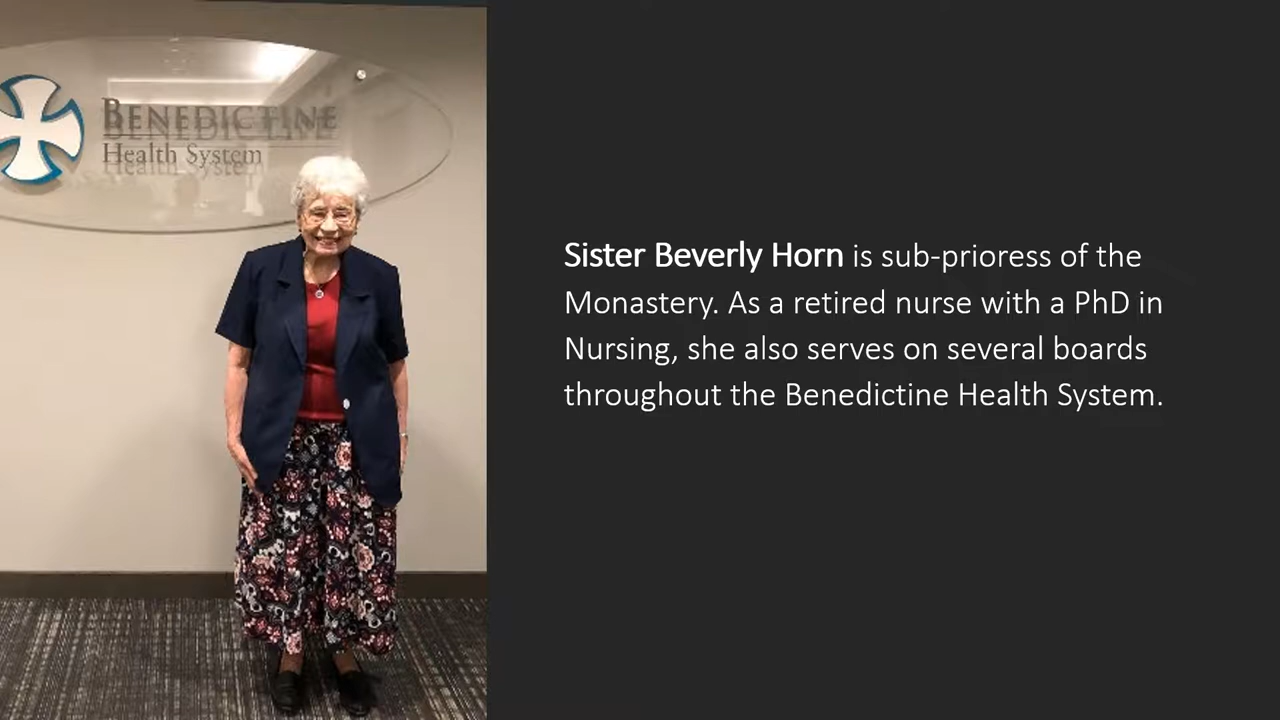 BENEDICTINE
Health System
Sister Beverly Horn is sub-prioress of the
Monastery. As a retired nurse with a PhD in
Nursing, she also serves on several boards
throughout the Benedictine Health System.